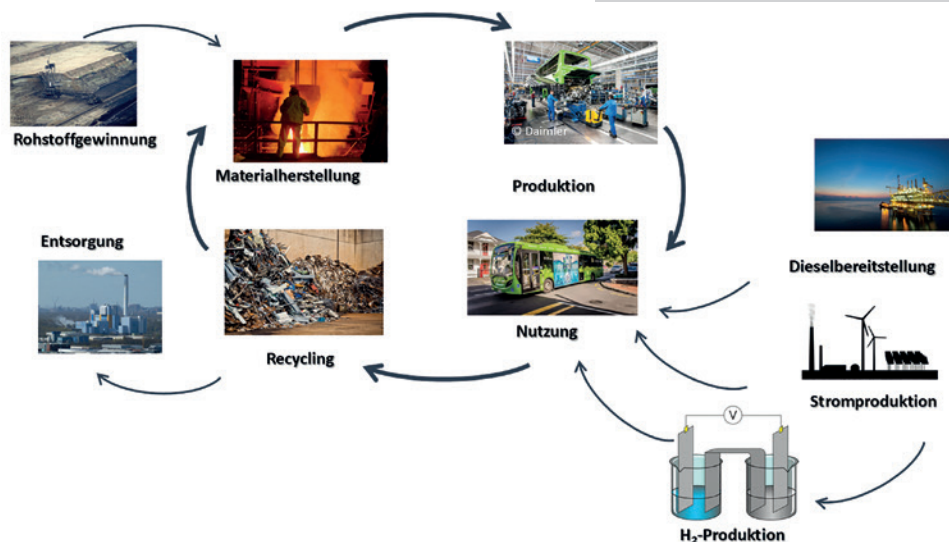 © Daimler
Rohstoffgewinnung
Materialherstellung
Produktion
Entsorgung
Dieselbereitstellung
Nutzung
Recycling
Stromproduktion
V
H₂-Produktion